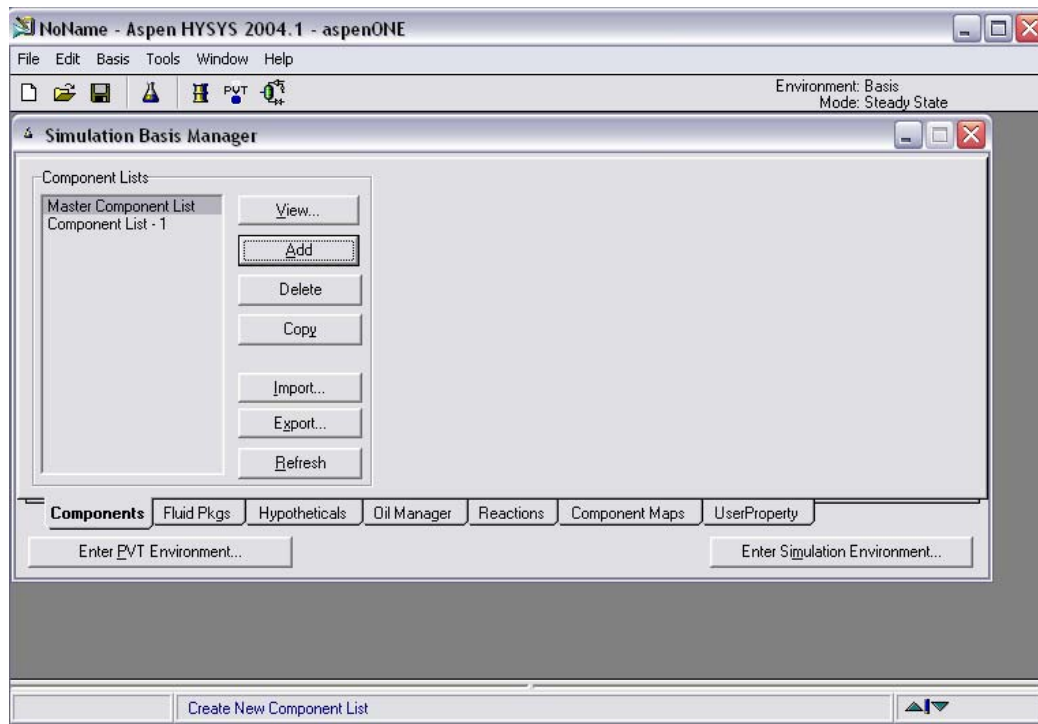 NoName - Aspen HYSYS 2004.1 - aspenONE
File Edit Basis Tools Window Help
PVT
Environment: Basis
Mode: Steady State
Simulation Basis Manager
Component Lists
Master Component List
Component List - 1
View...
Add
Delete
Copy
Import...
Export...
Refresh
Components Fluid Pkgs Hypotheticals Oil Manager Reactions Component Maps UserProperty
Enter PVT Environment... Enter Simulation Environment...
Create New Component List